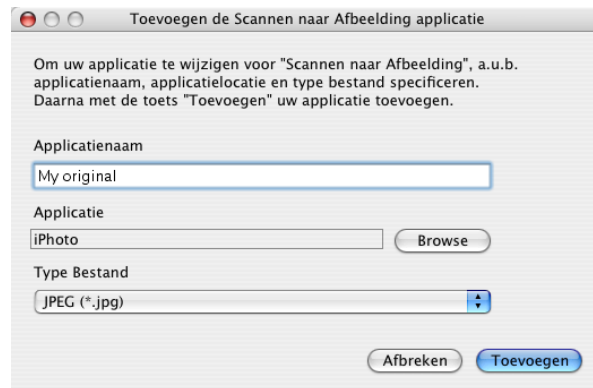 Toevoegen de Scannen naar Afbeelding applicatie
Om uw applicatie te wijzigen voor "Scannen naar Afbeelding", a.u.b.
applicatienaam, applicatielocatie en type bestand specificeren.
Daarna met de toets "Toevoegen" uw applicatie toevoegen.
Applicatienaam
My original
Applicatie
iPhoto
Browse
Type Bestand
JPEG (*.jpg)
Afbreken
Toevoegen